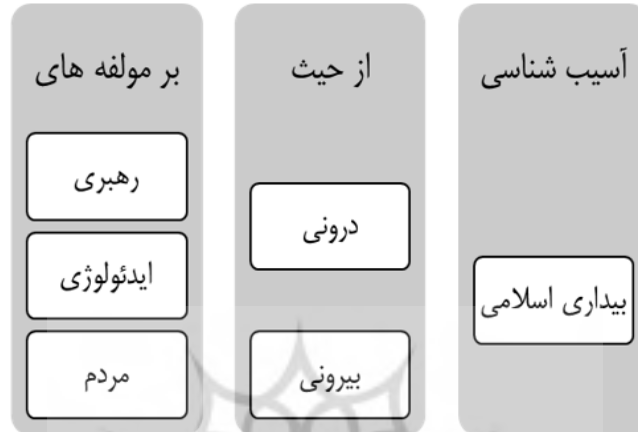 آسیب شناسی
بیداری اسلامی
از حیث
درونی
بیرونی
بر مولفه های
رهبری
ایدئولوژی
مردم